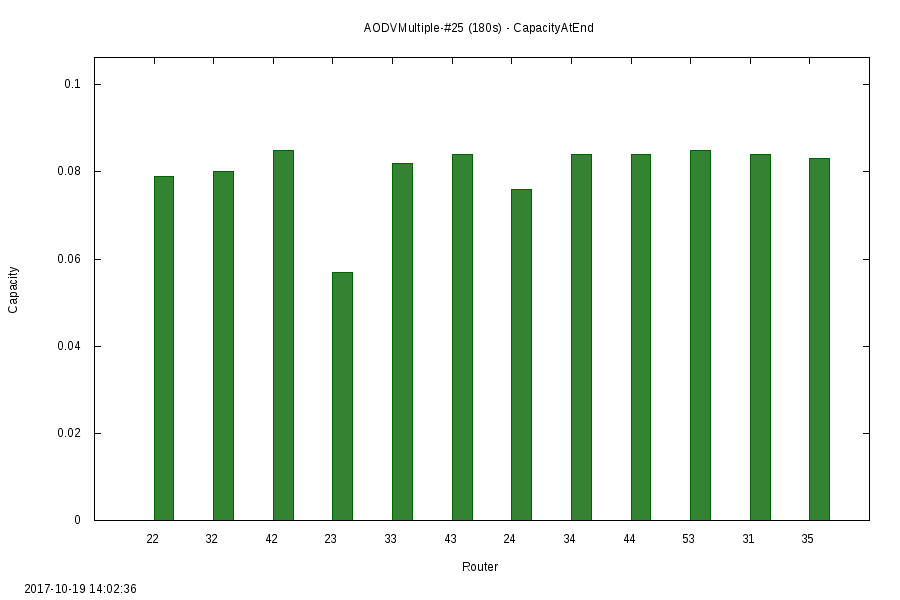 AODVMultiple-#25 (180s) - CapacityAtEnd
0.1
0.08
0.06
0.04
0.02
0
Capacity
22 32 42 23 33 43 24 34 44 53 31 35
Router
2017-10-19 14:02:36